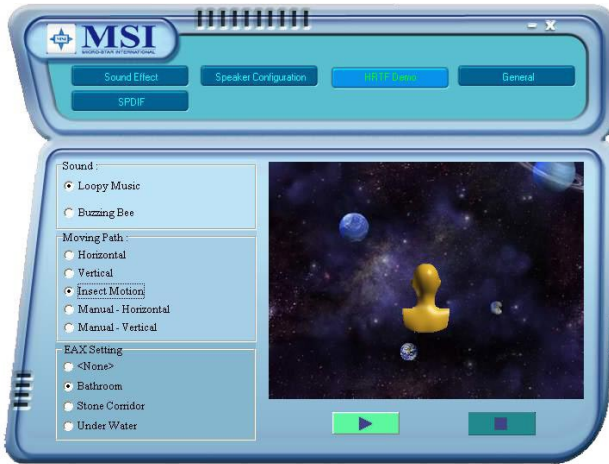 MSI
MICRO-STAR INTERNATIONAL
Sound Effect
Speaker Configuration
HRTF Demo
General
SPDIF
Sound :
Loopy Music
Buzzing Bee
Moving Path :
Horizontal
Vertical
Insect Motion
Manual - Horizontal
Manual - Vertical
EAX Setting
<None>
Bathroom
Stone Corridor
Under Water